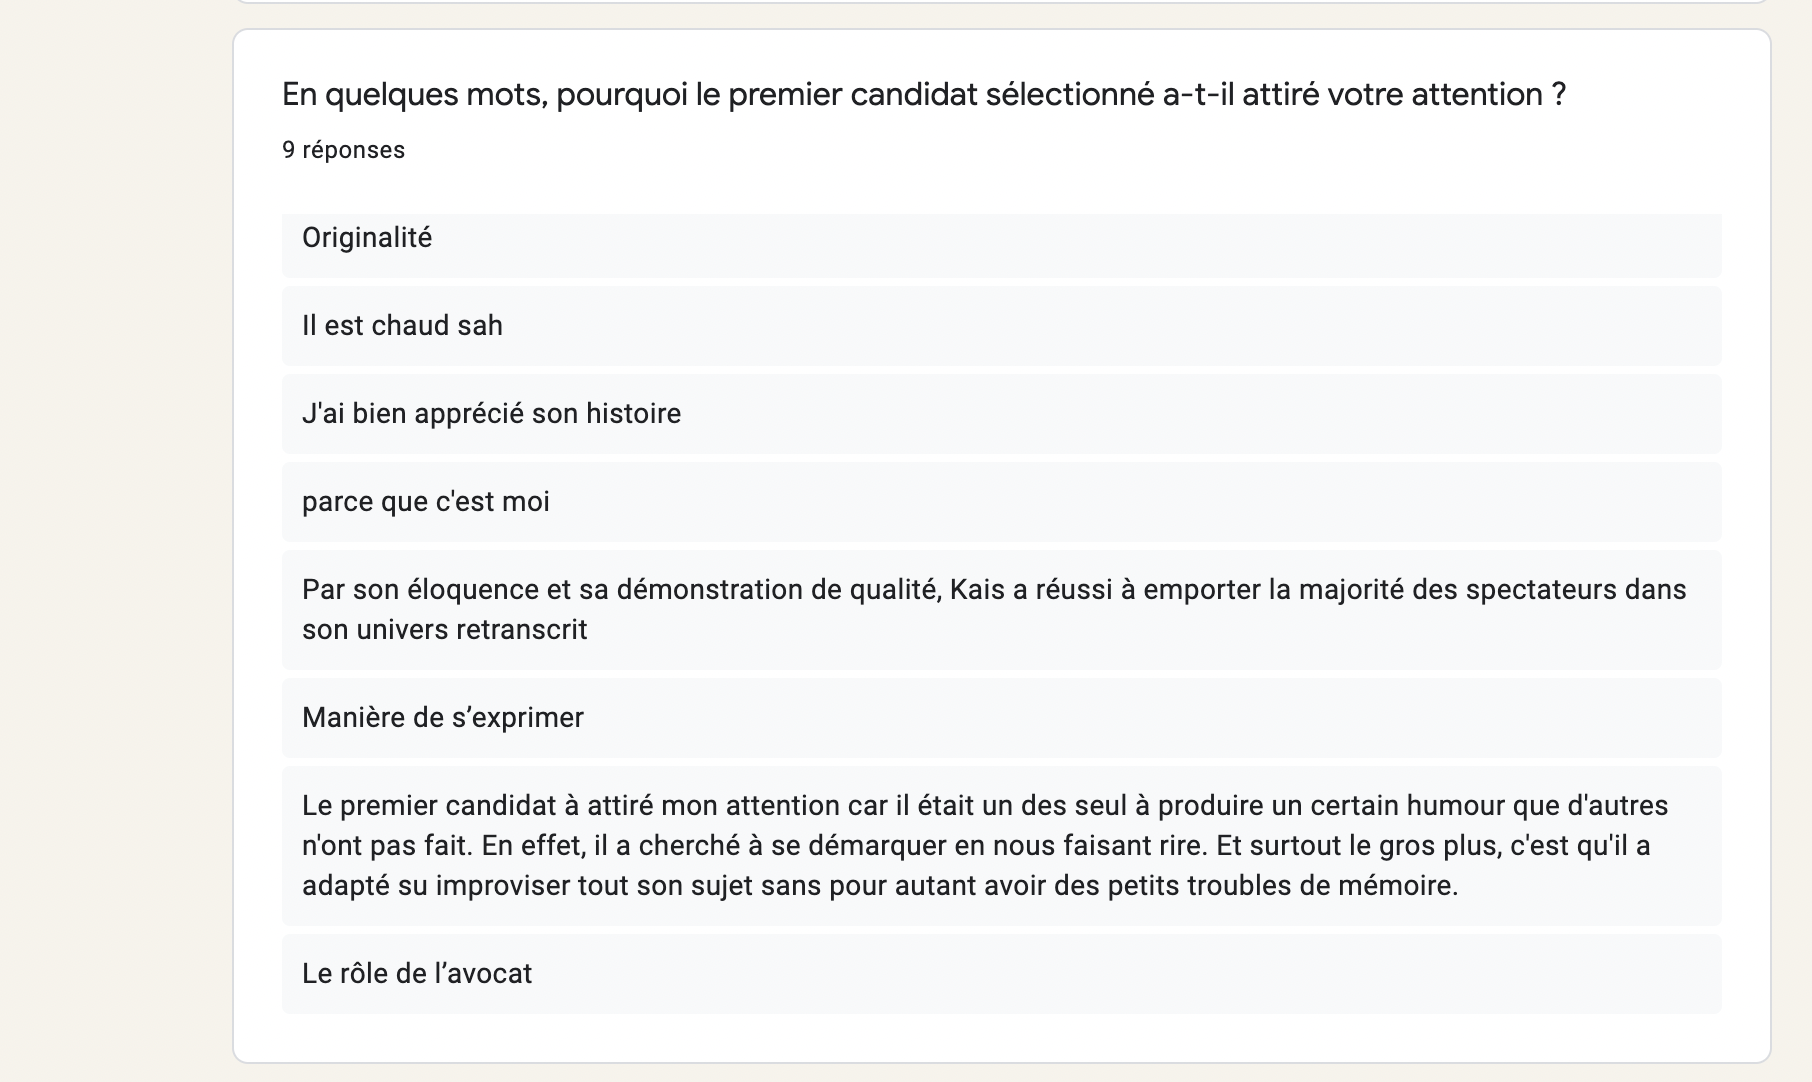 En quelques mots, pourquoi le premier candidat sélectionné a-t-il attiré votre attention ?
9 réponses
Originalité
Il est chaud sah
J'ai bien apprécié son histoire
parce que c'est moi
Par son éloquence et sa démonstration de qualité, Kais a réussi à emporter la majorité des spectateurs dans
son univers retranscrit
Manière de s’exprimer
Le premier candidat à attiré mon attention car il était un des seul à produire un certain humour que d'autres
n'ont pas fait. En effet, il a cherché à se démarquer en nous faisant rire. Et surtout le gros plus, c'est qu'il a
adapté su improviser tout son sujet sans pour autant avoir des petits troubles de mémoire.
Le rôle de l’avocat